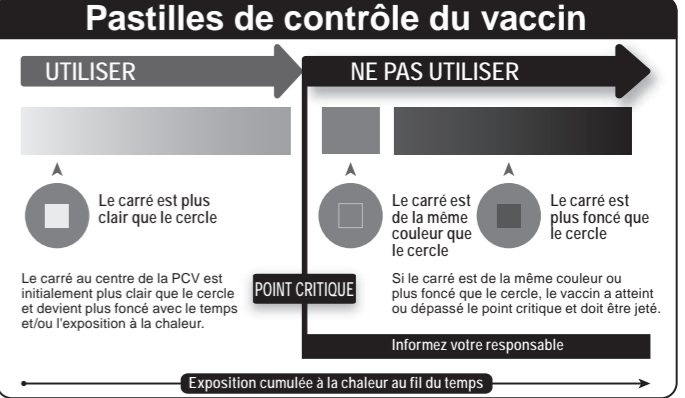 Pastilles de contrôle du vaccin
UTILISER
NE PAS UTILISER
Le carré est plus
clair que le cercle
Le carré est
de la même
couleur que
le cercle
Le carré est
plus foncé que
le cercle
Le carré au centre de la PCV est
initialement plus clair que le cercle
et devient plus foncé avec le temps
et/ou l'exposition à la chaleur.
POINT CRITIQUE
Si le carré est de la même couleur ou
plus foncé que le cercle, le vaccin a atteint
ou dépassé le point critique et doit être jeté.
Informez votre responsable
Exposition cumulée à la chaleur au fil du temps